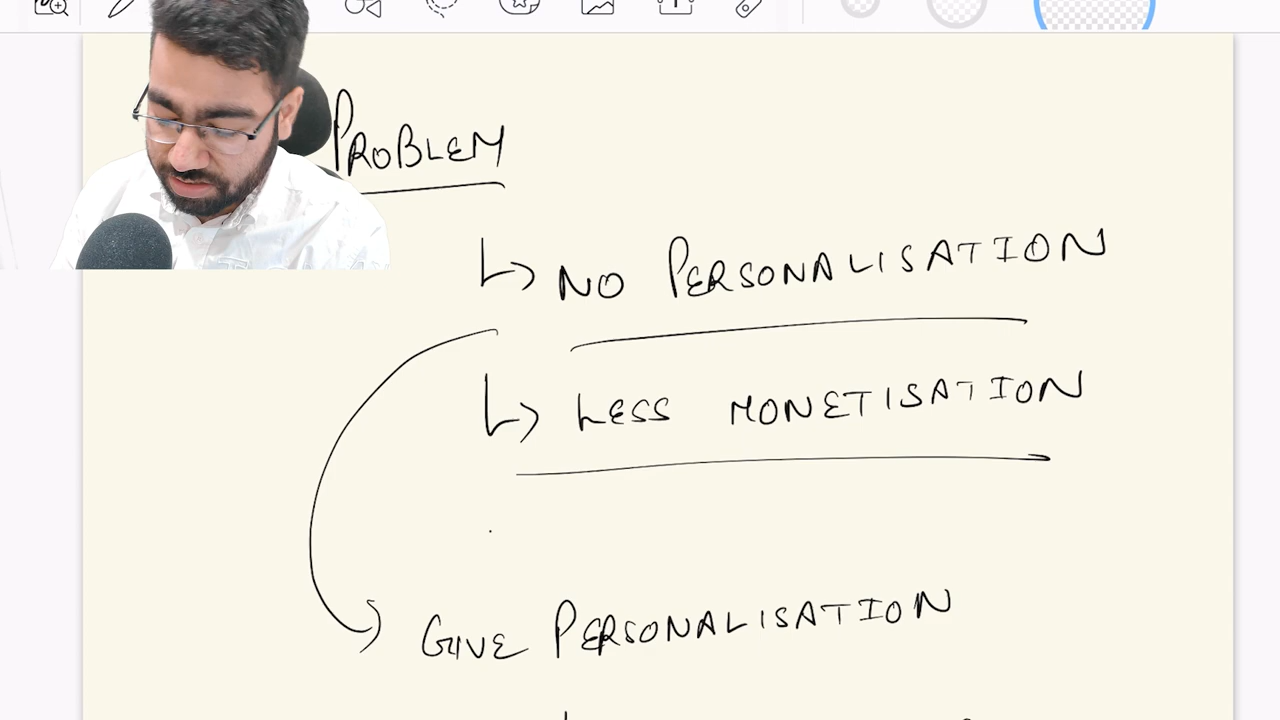 PROBLEM
NO PERSONALISATION
LESS MONETISATION
GIVE PERSONALISATION